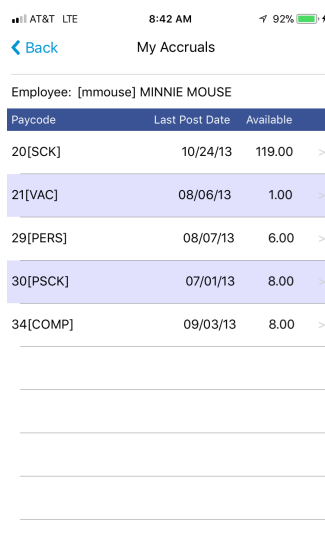 AT&T LTE 8:42 AM 92%
Back My Accruals
Employee: [mmouse] MINNIE MOUSE
Paycode Last Post Date Available
20[SCK] 10/24/13 119.00 >
21[VAC] 08/06/13 1.00 >
29[PERS] 08/07/13 6.00 >
30[PSCK] 07/01/13 8.00 >
34[COMP] 09/03/13 8.00 >